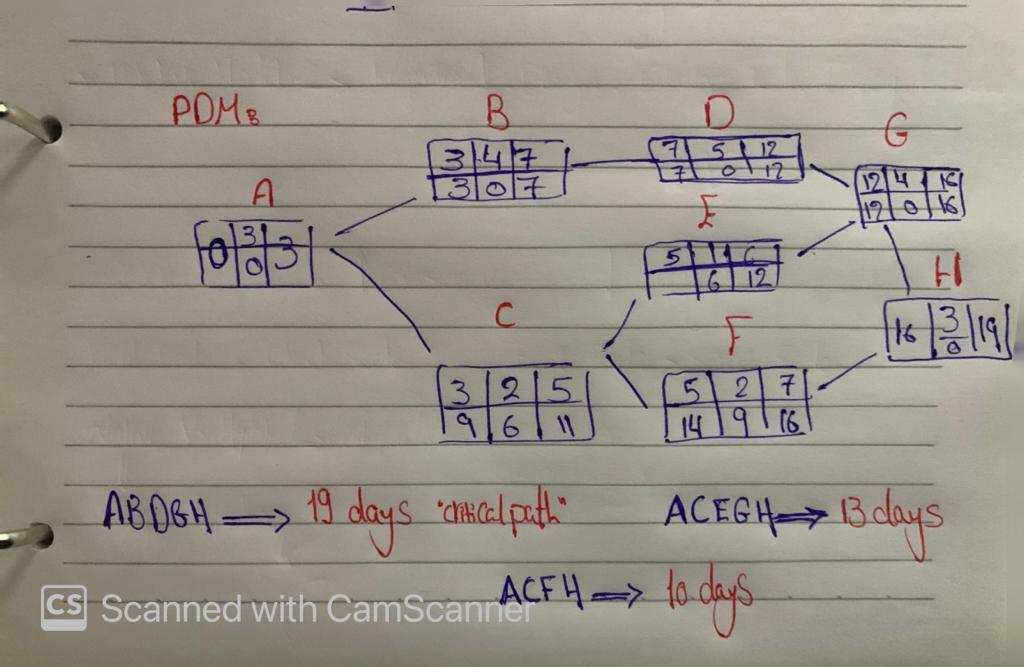 PDM:
B
D
G
A
3 4 7
3 0 7
7 5 12
7 0 12
12 4 16
12 0 16
0 3 3
0
E
5 1 6
6 12
H
16 3 19
0
C
F
3 2 5
9 6 11
5 2 7
14 9 16
ABDGH ⟹ 19 days "critical path"
ACEGH ⟹ 13 days
ACFH ⟹ 10 days
CS Scanned with CamScanner